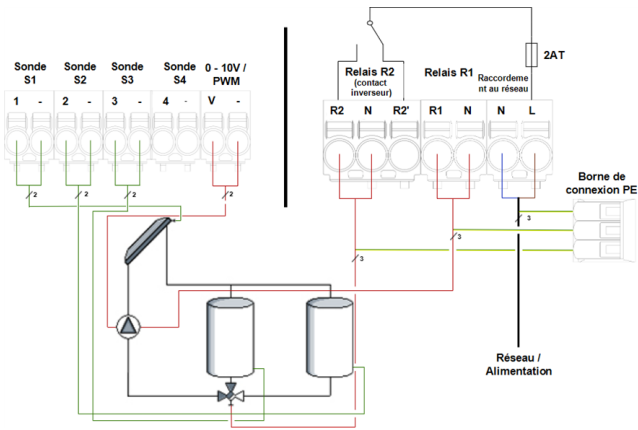 Sonde
S1
Sonde
S2
Sonde
S3
Sonde
S4
0 - 10V /
PWM
1 - 2 - 3 - 4 - V -
2
2
2
2
Relais R2
(contact
inverseur)
Relais R1
Raccordeme
nt au réseau
2AT
R2 N R2' R1 N N L
Borne de
connexion PE
3
3
3
Réseau /
Alimentation